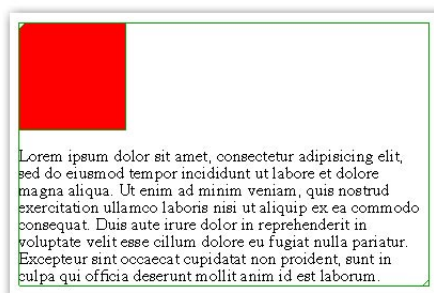 Lorem ipsum dolor sit amet, consectetur adipisicing elit,
sed do eiusmod tempor incididunt ut labore et dolore
magna aliqua. Ut enim ad minim veniam, quis nostrud
exercitation ullamco laboris nisi ut aliquip ex ea commodo
consequat. Duis aute irure dolor in reprehenderit in
voluptate velit esse cillum dolore eu fugiat nulla pariatur.
Excepteur sint occaecat cupidatat non proident, sunt in
culpa qui officia deserunt mollit anim id est laborum.